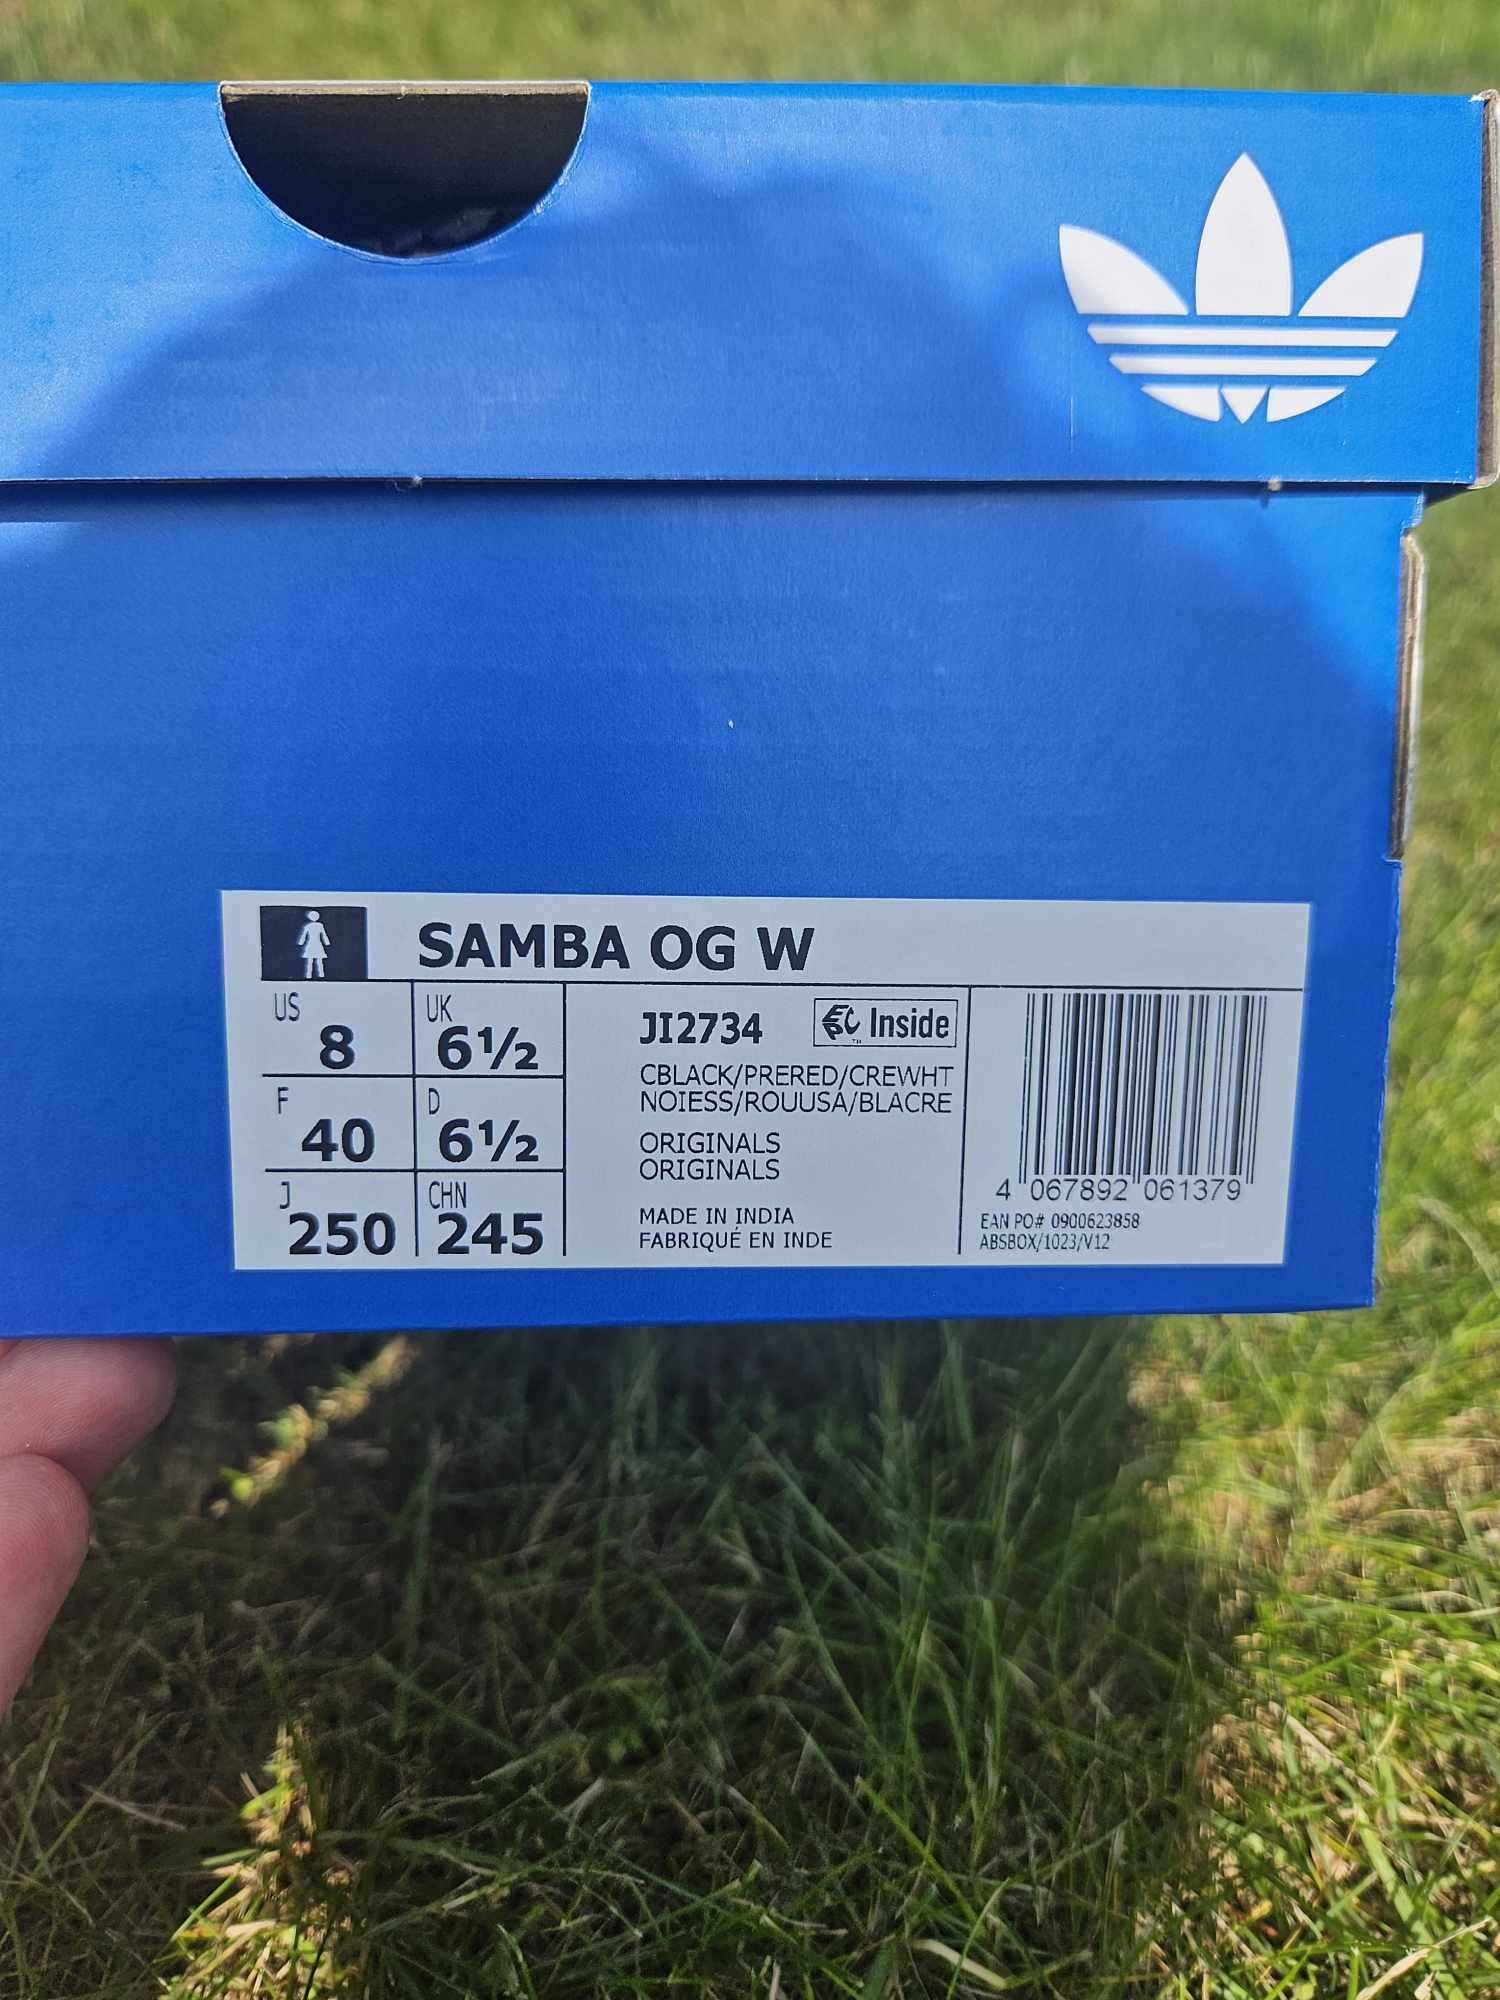 SAMBA OG W
US 8
UK 6½
F 40
D 6½
J 250
CHN 245
JI2734
EPC Inside
TM
CBLACK/PRERED/CREWHT
NOIESS/ROUUSA/BLACRE
ORIGINALS
ORIGINALS
MADE IN INDIA
FABRIQUÉ EN INDE
4 067892 061379
EAN PO# 0900623858
ABSBOX/1023/V12